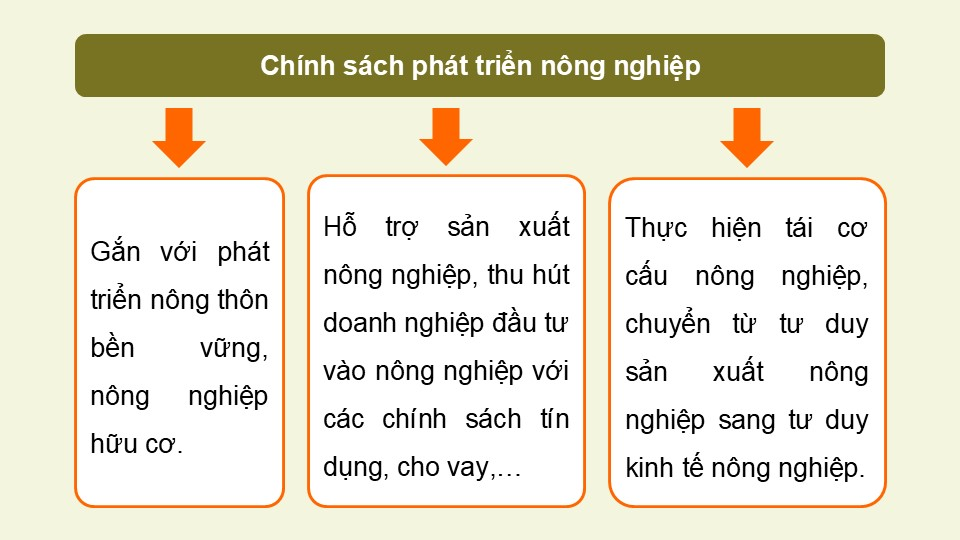 Chính sách phát triển nông nghiệp
Gắn với phát
triển nông thôn
bền vững,
nông nghiệp
hữu cơ.
Hỗ trợ sản xuất
nông nghiệp, thu hút
doanh nghiệp đầu tư
vào nông nghiệp với
các chính sách tín
dụng, cho vay,...
Thực hiện tái cơ
cấu nông nghiệp,
chuyển từ tư duy
sản xuất nông
nghiệp sang tư duy
kinh tế nông nghiệp.